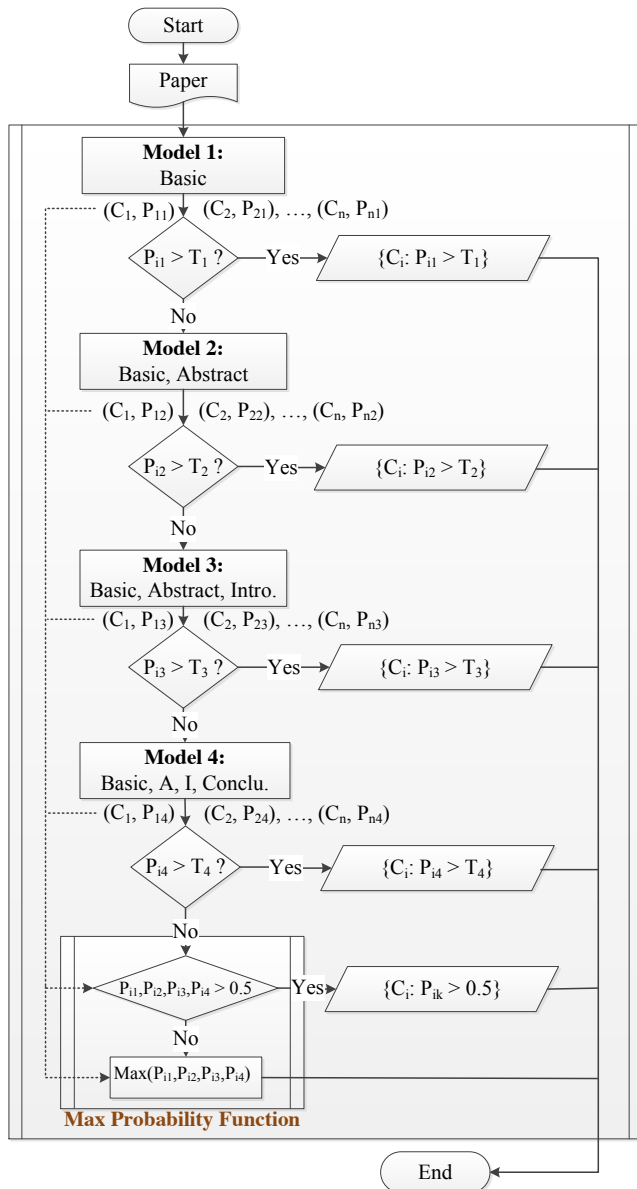 Start
Paper
Model 1:
Basic
(C₁, P₁₁) (C₂, P₂₁), …, (Cₙ, Pₙ₁)
Pᵢ₁ > T₁ ?
Yes
{Cᵢ: Pᵢ₁ > T₁}
No
Model 2:
Basic, Abstract
(C₁, P₁₂) (C₂, P₂₂), …, (Cₙ, Pₙ₂)
Pᵢ₂ > T₂ ?
Yes
{Cᵢ: Pᵢ₂ > T₂}
No
Model 3:
Basic, Abstract, Intro.
(C₁, P₁₃) (C₂, P₂₃), …, (Cₙ, Pₙ₃)
Pᵢ₃ > T₃ ?
Yes
{Cᵢ: Pᵢ₃ > T₃}
No
Model 4:
Basic, A, I, Conclu.
(C₁, P₁₄) (C₂, P₂₄), …, (Cₙ, Pₙ₄)
Pᵢ₄ > T₄ ?
Yes
{Cᵢ: Pᵢ₄ > T₄}
No
Pᵢ₁,Pᵢ₂,Pᵢ₃,Pᵢ₄ > 0.5
Yes
{Cᵢ: Pᵢₖ > 0.5}
No
Max(Pᵢ₁,Pᵢ₂,Pᵢ₃,Pᵢ₄)
Max Probability Function
End